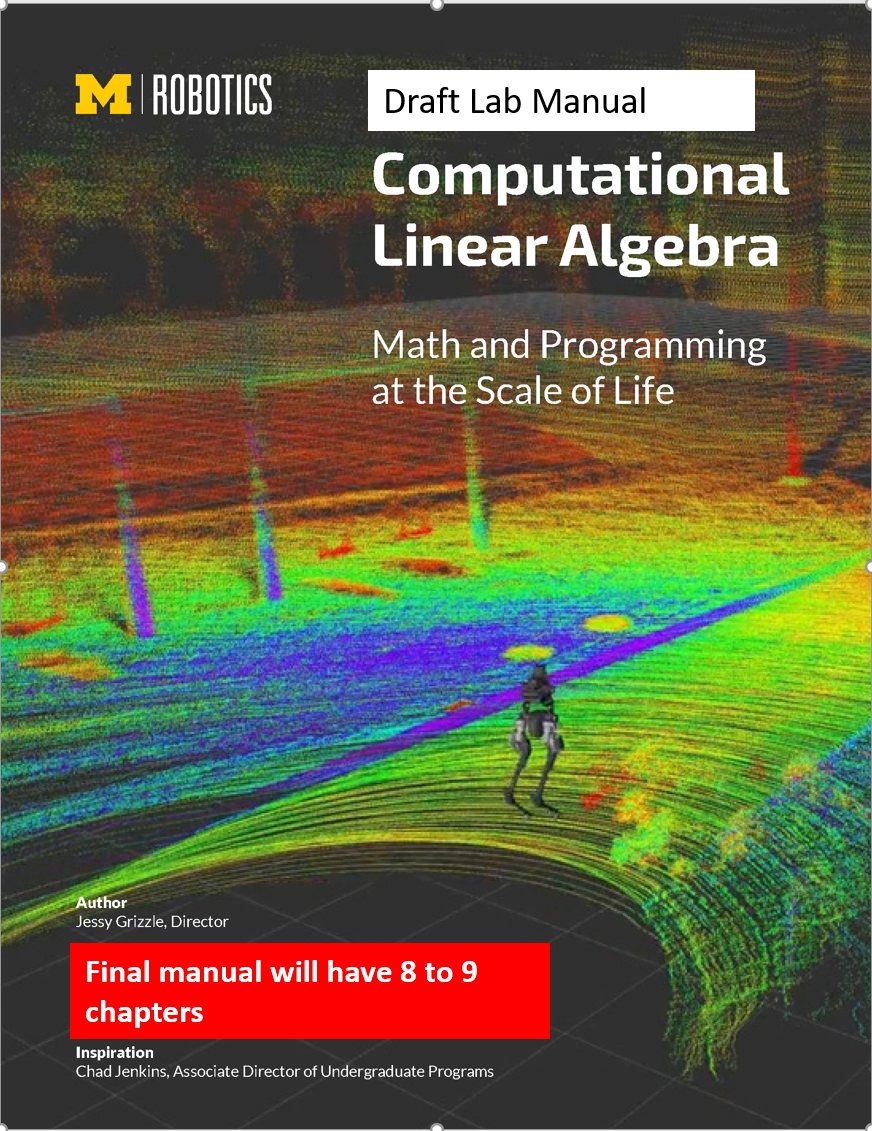 M | ROBOTICS
Draft Lab Manual
Computational
Linear Algebra
Math and Programming
at the Scale of Life
Author
Jessy Grizzle, Director
Final manual will have 8 to 9
chapters
Inspiration
Chad Jenkins, Associate Director of Undergraduate Programs